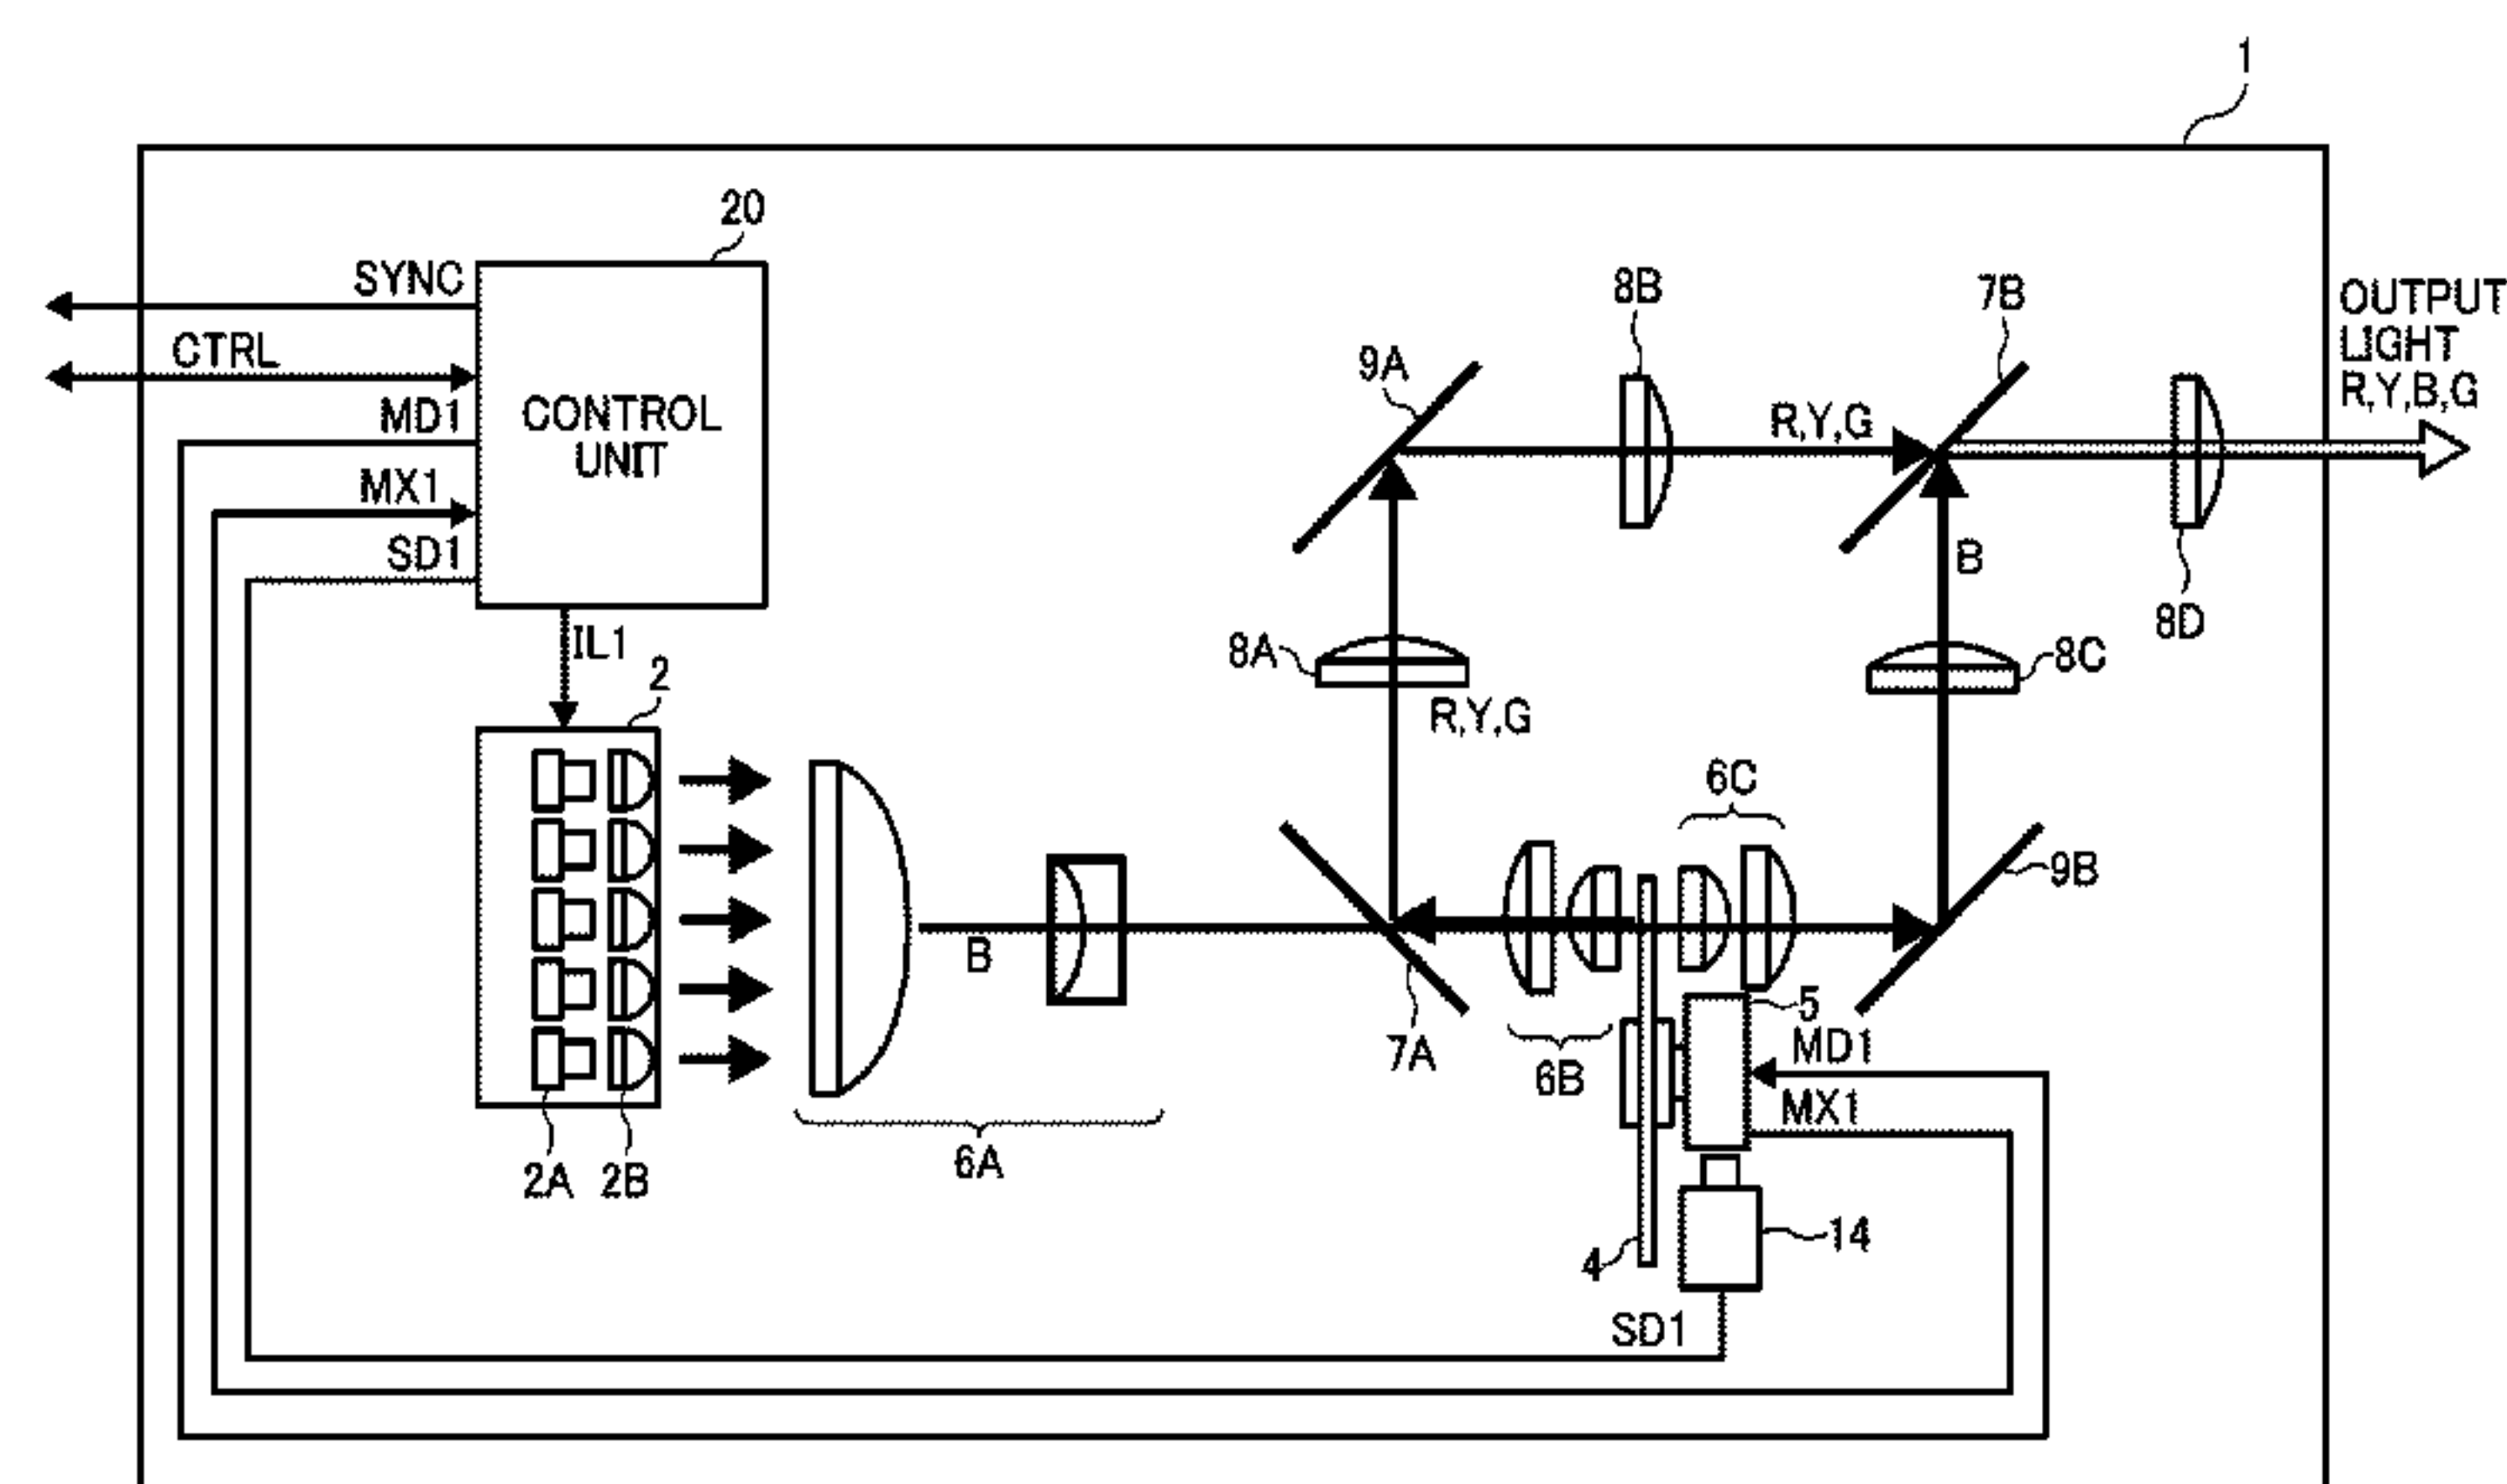 1
20
SYNC
8B
7B
OUTPUT
LIGHT
R,Y,B,G
CTRL
9A
MD1
CONTROL
UNIT
R,Y,G
MX1
SD1
B
8D
IL1
2
8A
8C
R,Y,G
6C
9B
B
5
7A
MD1
6B
MX1
6A
2A
2B
14
4
SD1